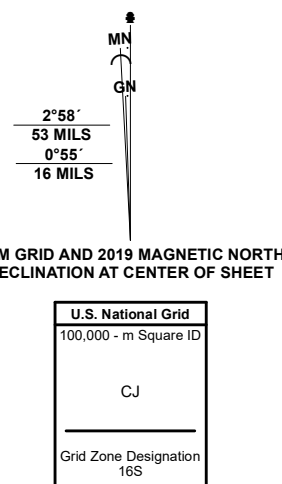 MN
GN
2°58´
53 MILS
0°55´
16 MILS
M GRID AND 2019 MAGNETIC NORTH
ECLINATION AT CENTER OF SHEET
U.S. National Grid
100,000 - m Square ID
CJ
Grid Zone Designation
16S